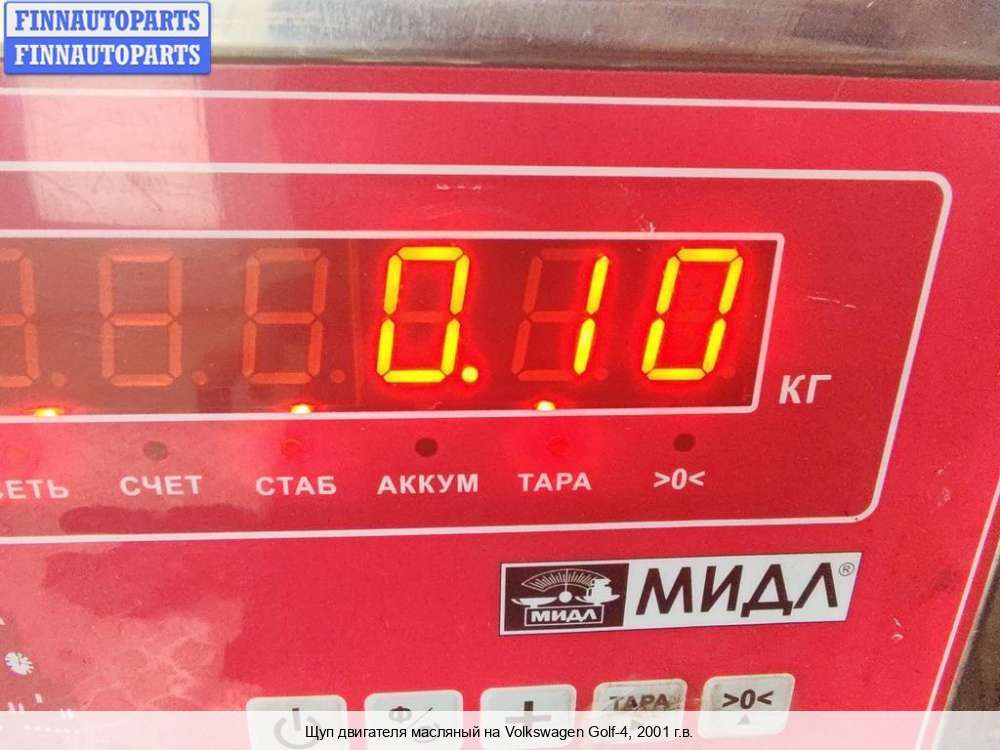 FINNAUTOPARTS
FINNAUTOPARTS
0.10
КГ
СЕТЬ СЧЕТ СТАБ АККУМ ТАРА >0<
МИДЛ МИДЛ®
Ф/
+ ТАРА >0<
Щуп двигателя масляный на Volkswagen Golf-4, 2001 г.в.